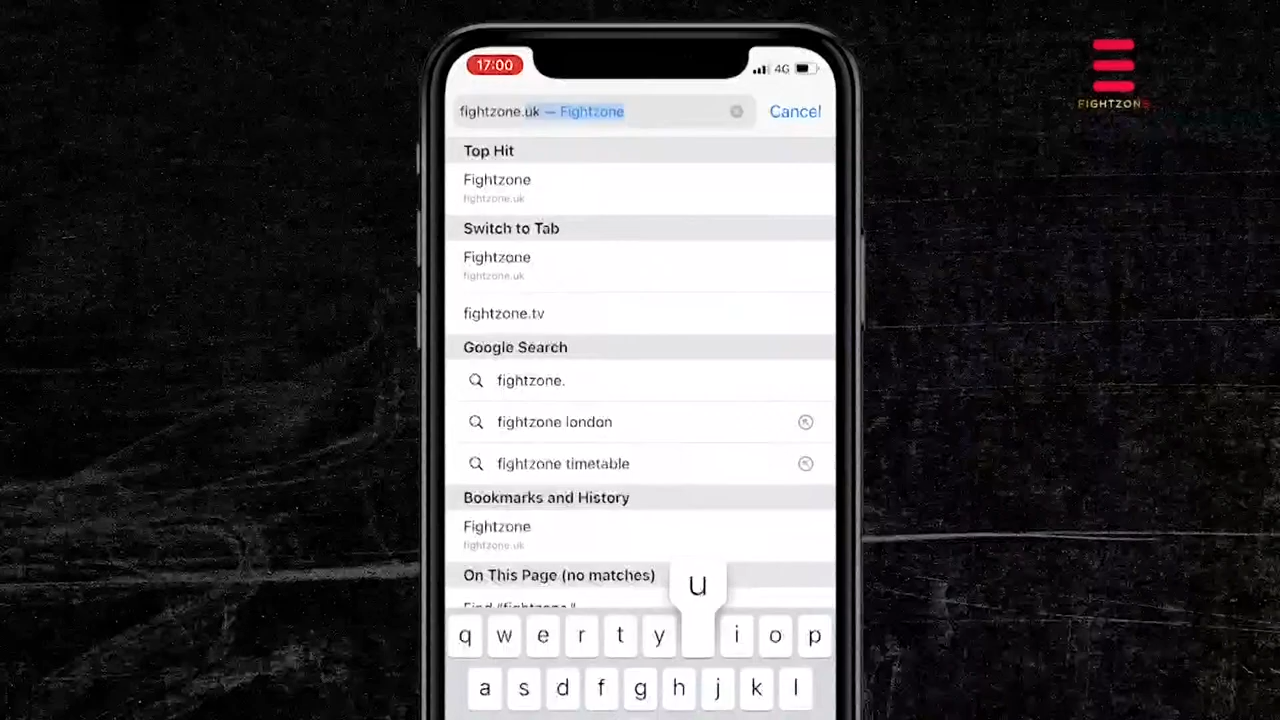 17:00
4G
FIGHTZONE
fightzone.uk — Fightzone
Cancel
Top Hit
Fightzone
fightzone.uk
Switch to Tab
Fightzone
fightzone.uk
fightzone.tv
Google Search
fightzone.
fightzone london
fightzone timetable
Bookmarks and History
Fightzone
fightzone.uk
On This Page (no matches)
Find "fightzone."
u
q w e r t y i o p
a s d f g h j k l